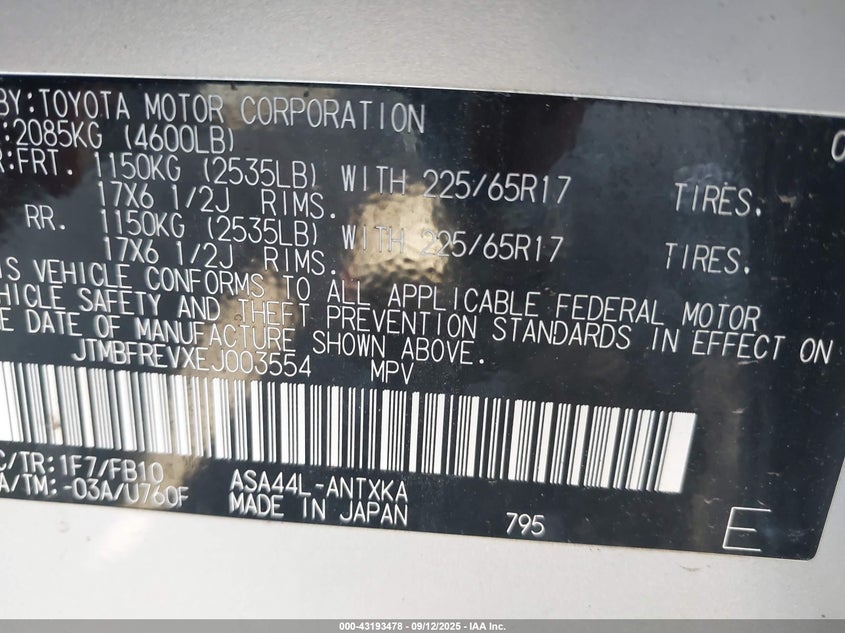 BY:TOYOTA MOTOR CORPORATION
:2085KG (4600LB)
R:FRT. 1150KG (2535LB) WITH 225/65R17 TIRES.
17X6 1/2J RIMS.
RR. 1150KG (2535LB) WITH 225/65R17 TIRES.
17X6 1/2J RIMS.
IS VEHICLE CONFORMS TO ALL APPLICABLE FEDERAL MOTOR
HICLE SAFETY AND THEFT PREVENTION STANDARDS IN EFFECT ON
E DATE OF MANUFACTURE SHOWN ABOVE.
JTMBFREVXEJ003554 MPV
C/TR:1F7/FB10
A/TM:-03A/U760F
ASA44L-ANTXKA
MADE IN JAPAN
795
E
000-43193478 - 09/12/2025 - IAA Inc.